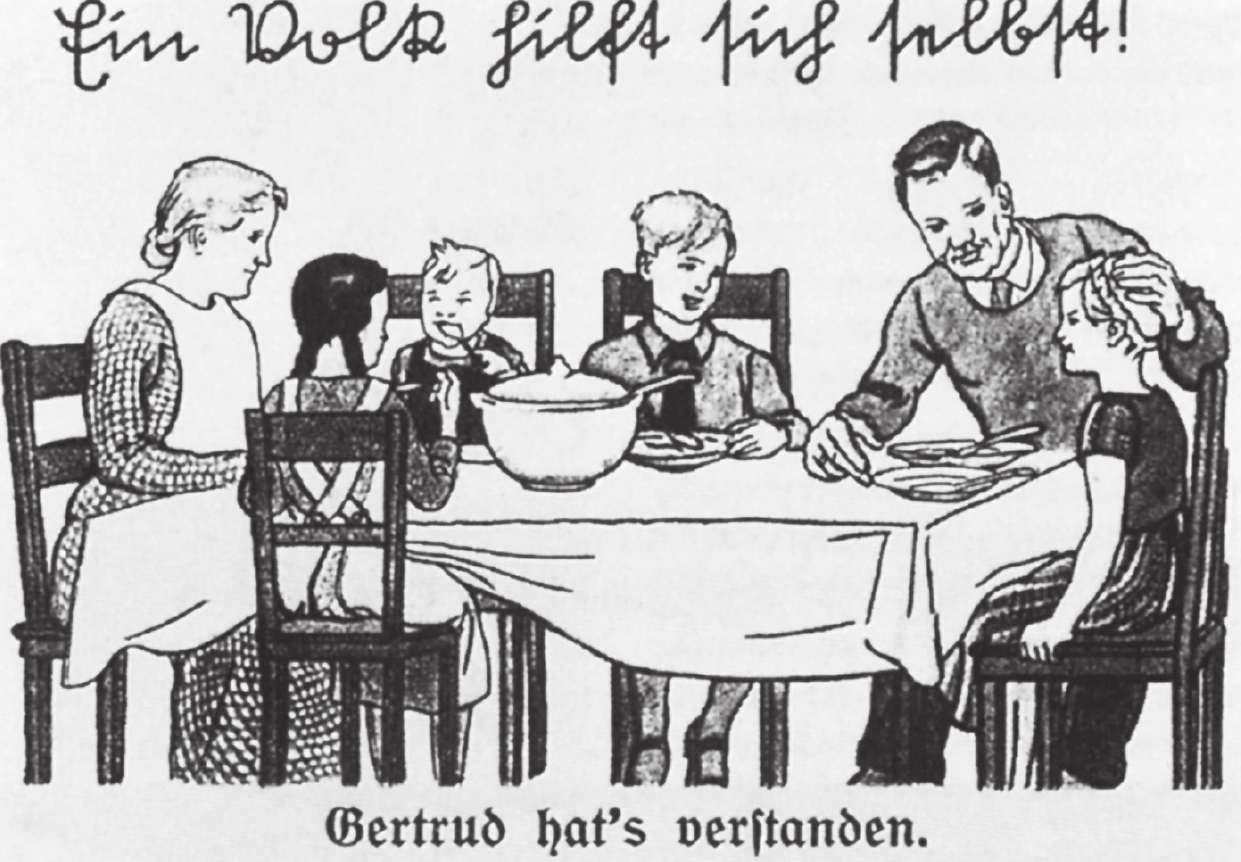 Ein Volk hilft sich selbst!
Gertrud hat's verstanden.